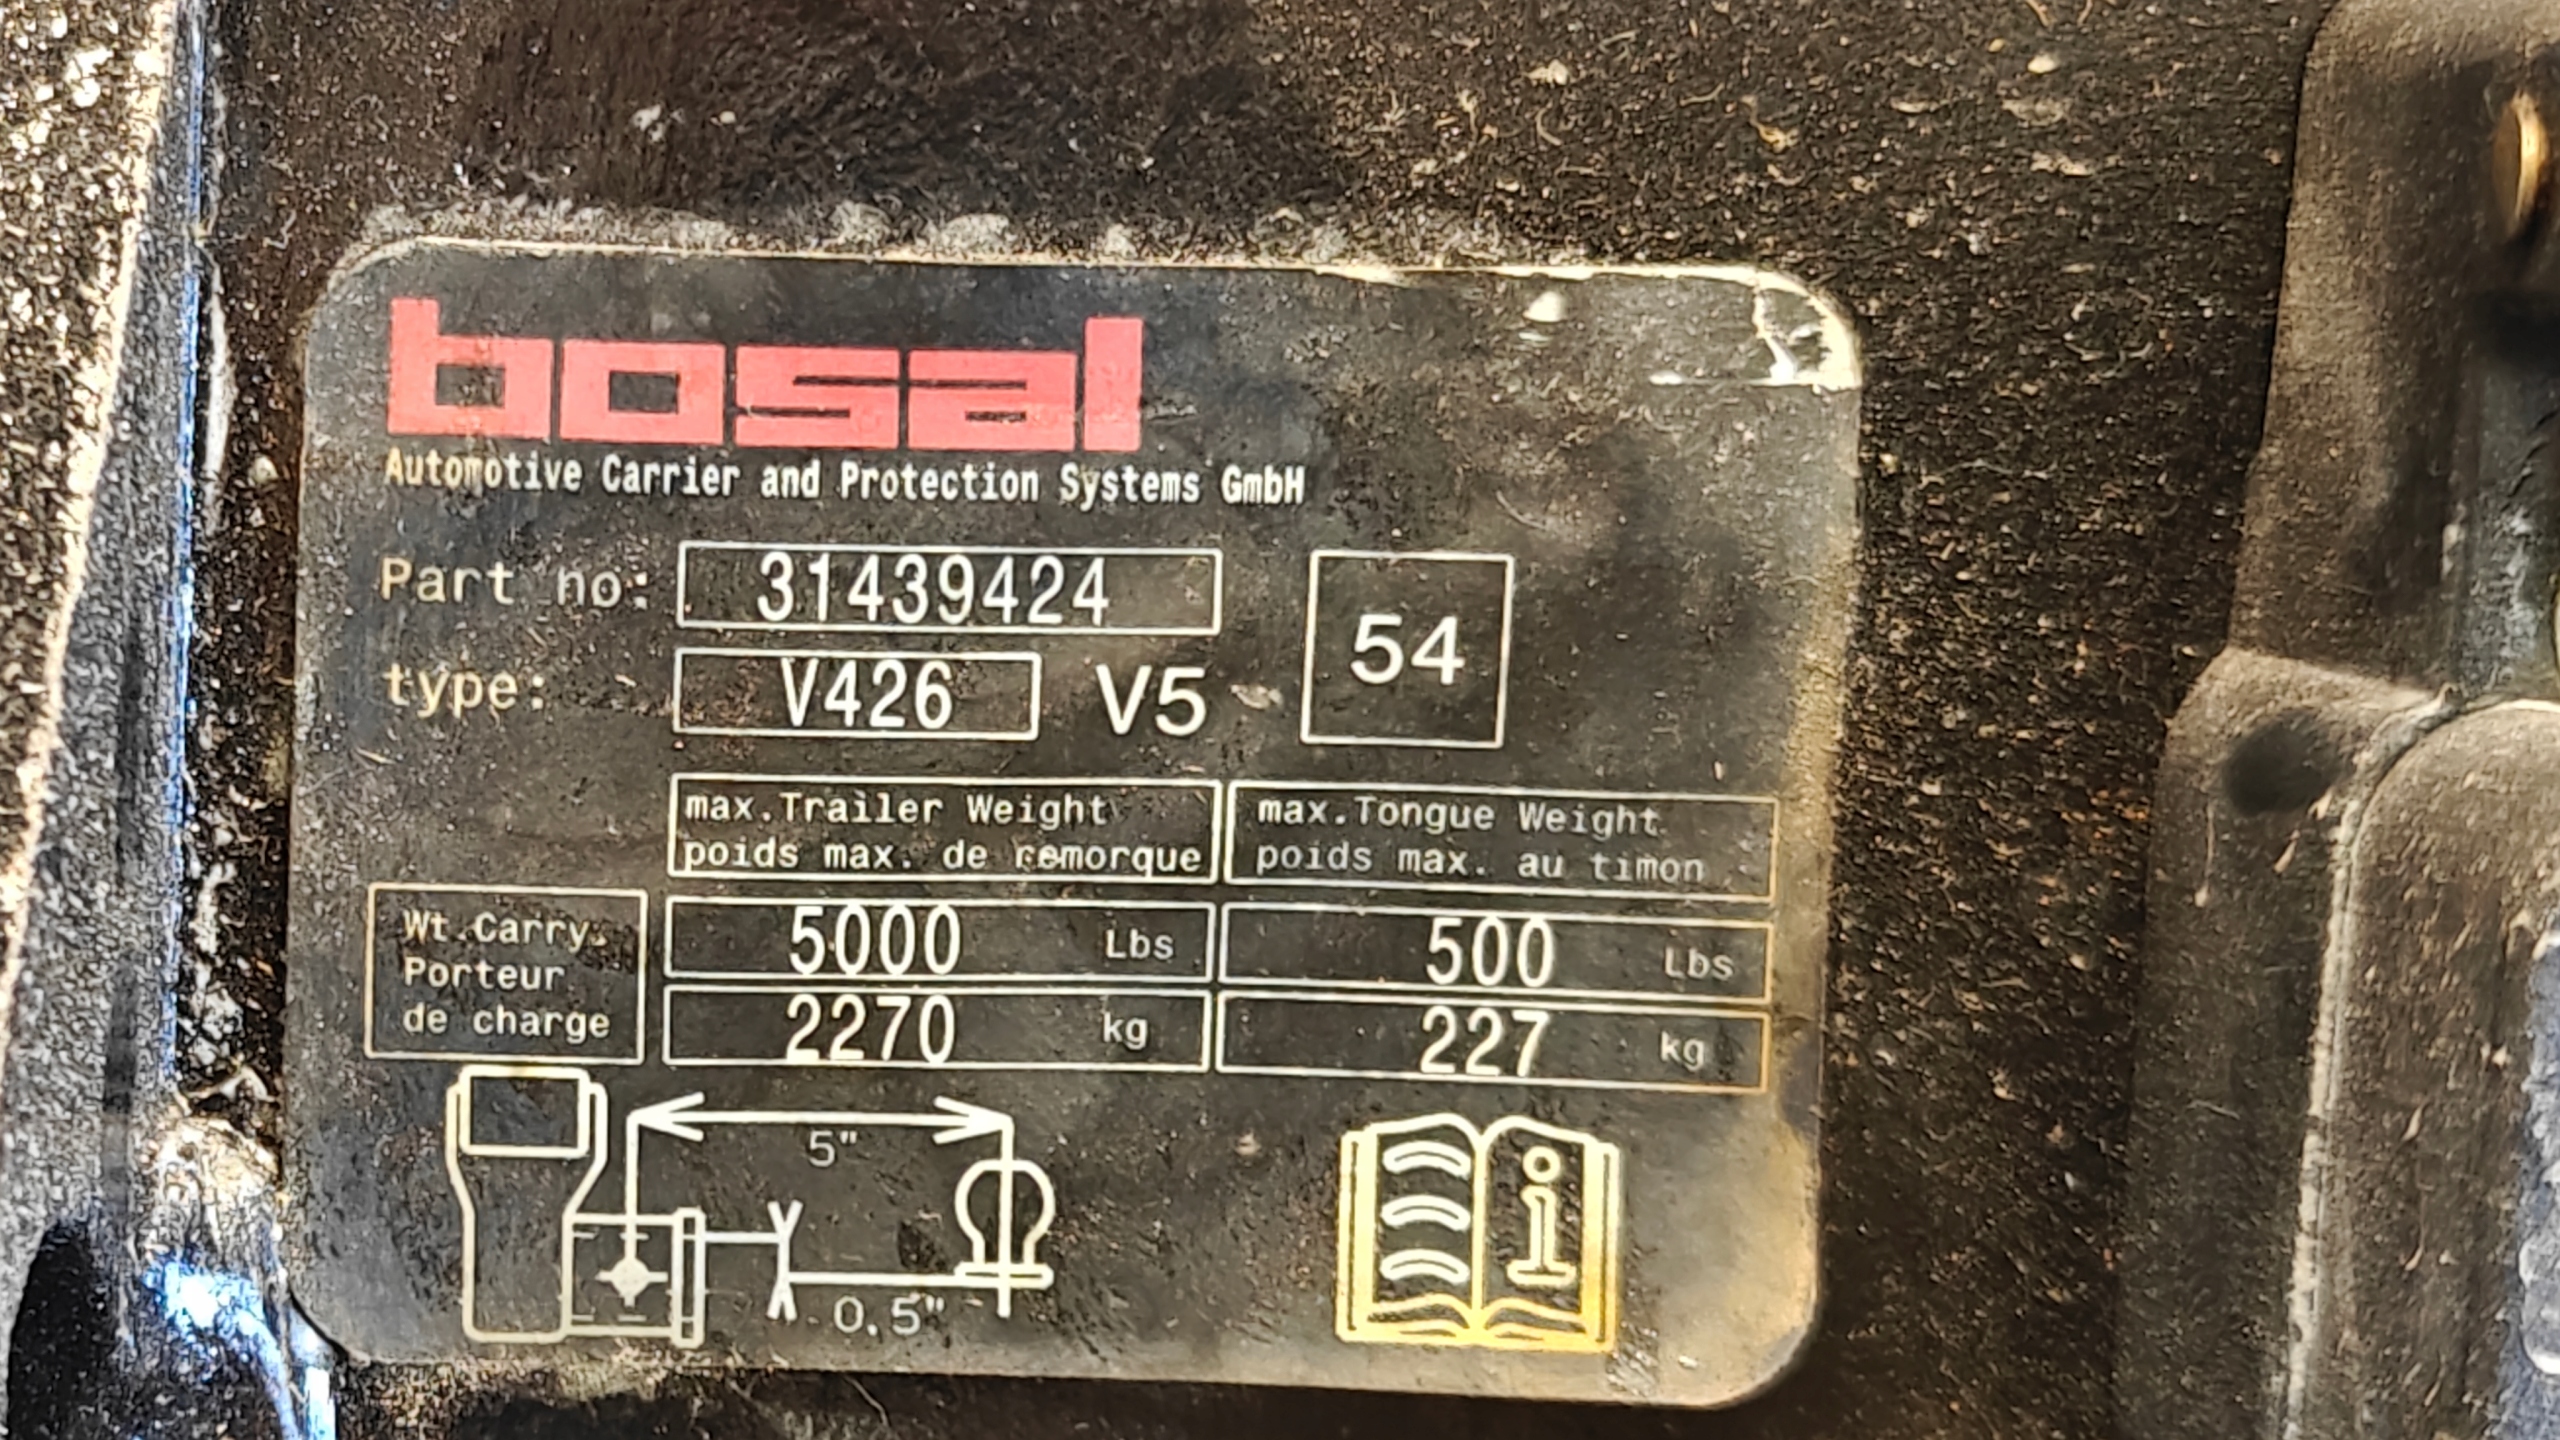 bosal
Automotive Carrier and Protection Systems GmbH
Part no: 31439424
54
type: V426 V5
max.Trailer Weight
poids max. de remorque
max.Tongue Weight
poids max. au timon
Wt.Carry.
Porteur
de charge
5000 Lbs
500 Lbs
2270 kg
227 kg
5"
0,5"
i